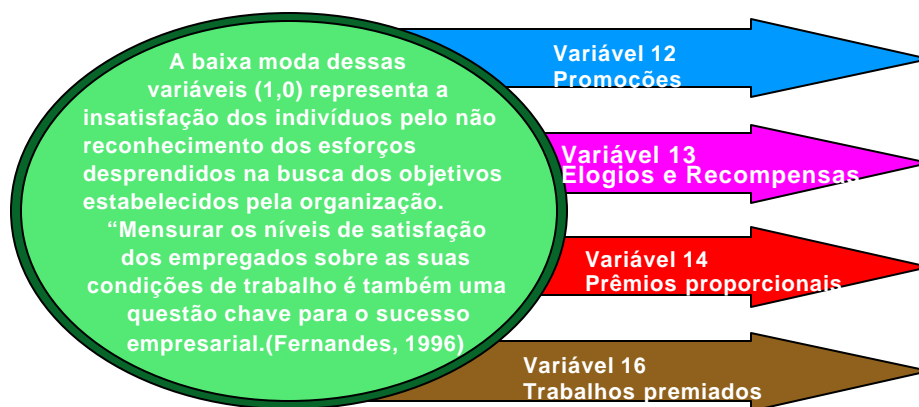 A baixa moda dessas
variáveis (1,0) representa a
insatisfação dos indivíduos pelo não
reconhecimento dos esforços
desprendidos na busca dos objetivos
estabelecidos pela organização.
“Mensurar os níveis de satisfação
dos empregados sobre as suas
condições de trabalho é também uma
questão chave para o sucesso
empresarial.(Fernandes, 1996)
Variável 12
Promoções
Variável 13
Elogios e Recompensas
Variável 14
Prêmios proporcionais
Variável 16
Trabalhos premiados